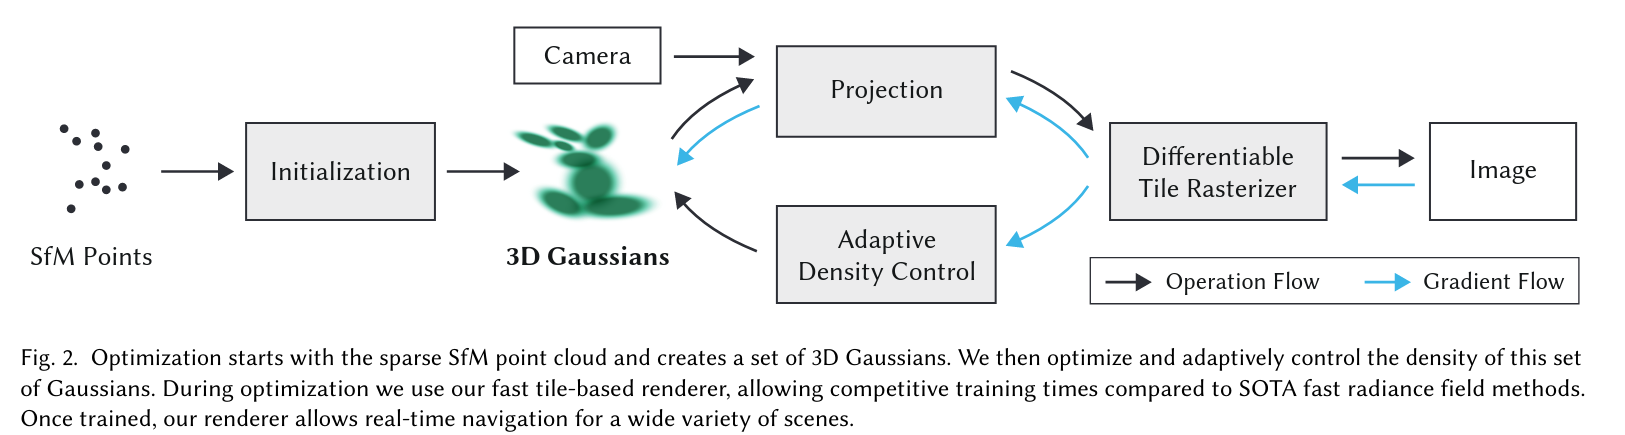 Camera
Projection
Initialization
Differentiable
Tile Rasterizer
Image
SfM Points
3D Gaussians
Adaptive
Density Control
Operation Flow
Gradient Flow
Fig. 2. Optimization starts with the sparse SfM point cloud and creates a set of 3D Gaussians. We then optimize and adaptively control the density of this set
of Gaussians. During optimization we use our fast tile-based renderer, allowing competitive training times compared to SOTA fast radiance field methods.
Once trained, our renderer allows real-time navigation for a wide variety of scenes.